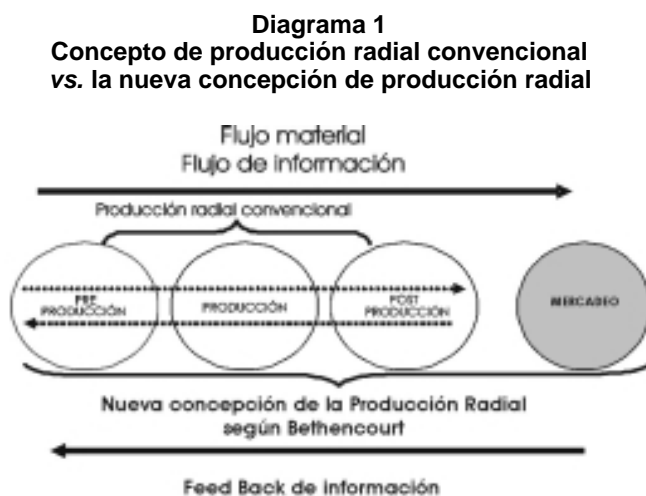 Diagrama 1
Concepto de producción radial convencional
vs. la nueva concepción de producción radial
Flujo material
Flujo de información
Producción radial convencional
PRE
PRODUCCIÓN
PRODUCCIÓN
POST
PRODUCCIÓN
MERCADEO
Nueva concepción de la Producción Radial
según Bethencourt
Feed Back de información